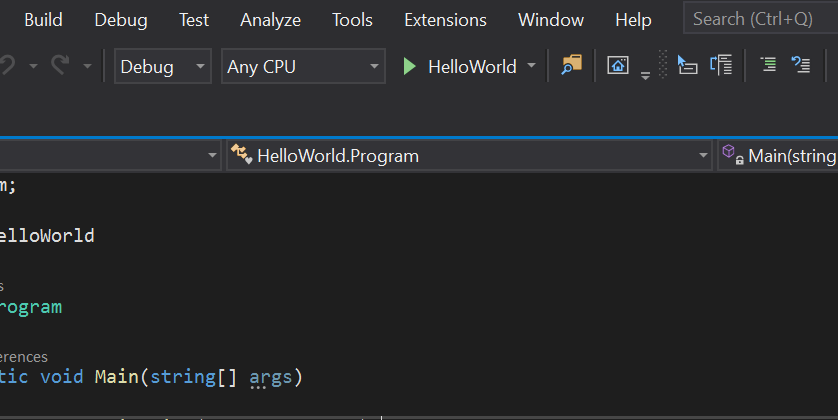 Build Debug Test Analyze Tools Extensions Window Help Search (Ctrl+Q)
Debug Any CPU HelloWorld
HelloWorld.Program Main(string
m;
elloWorld
s
rogram
erences
tic void Main(string[] args)